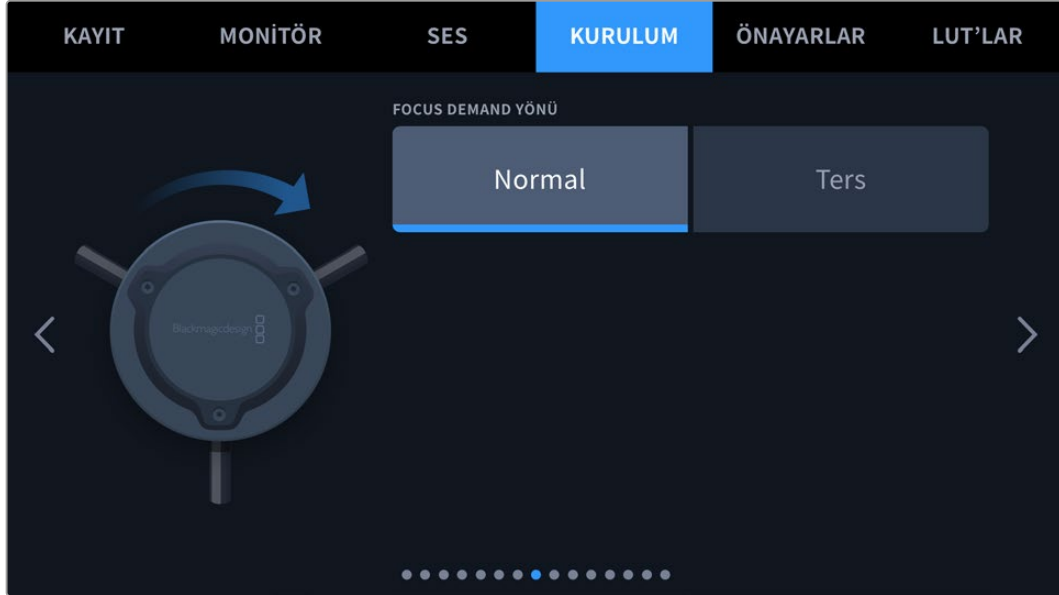 KAYIT MONİTÖR SES KURULUM ÖNAYARLAR LUT’LAR
FOCUS DEMAND YÖNÜ
Normal Ters
Blackmagicdesign